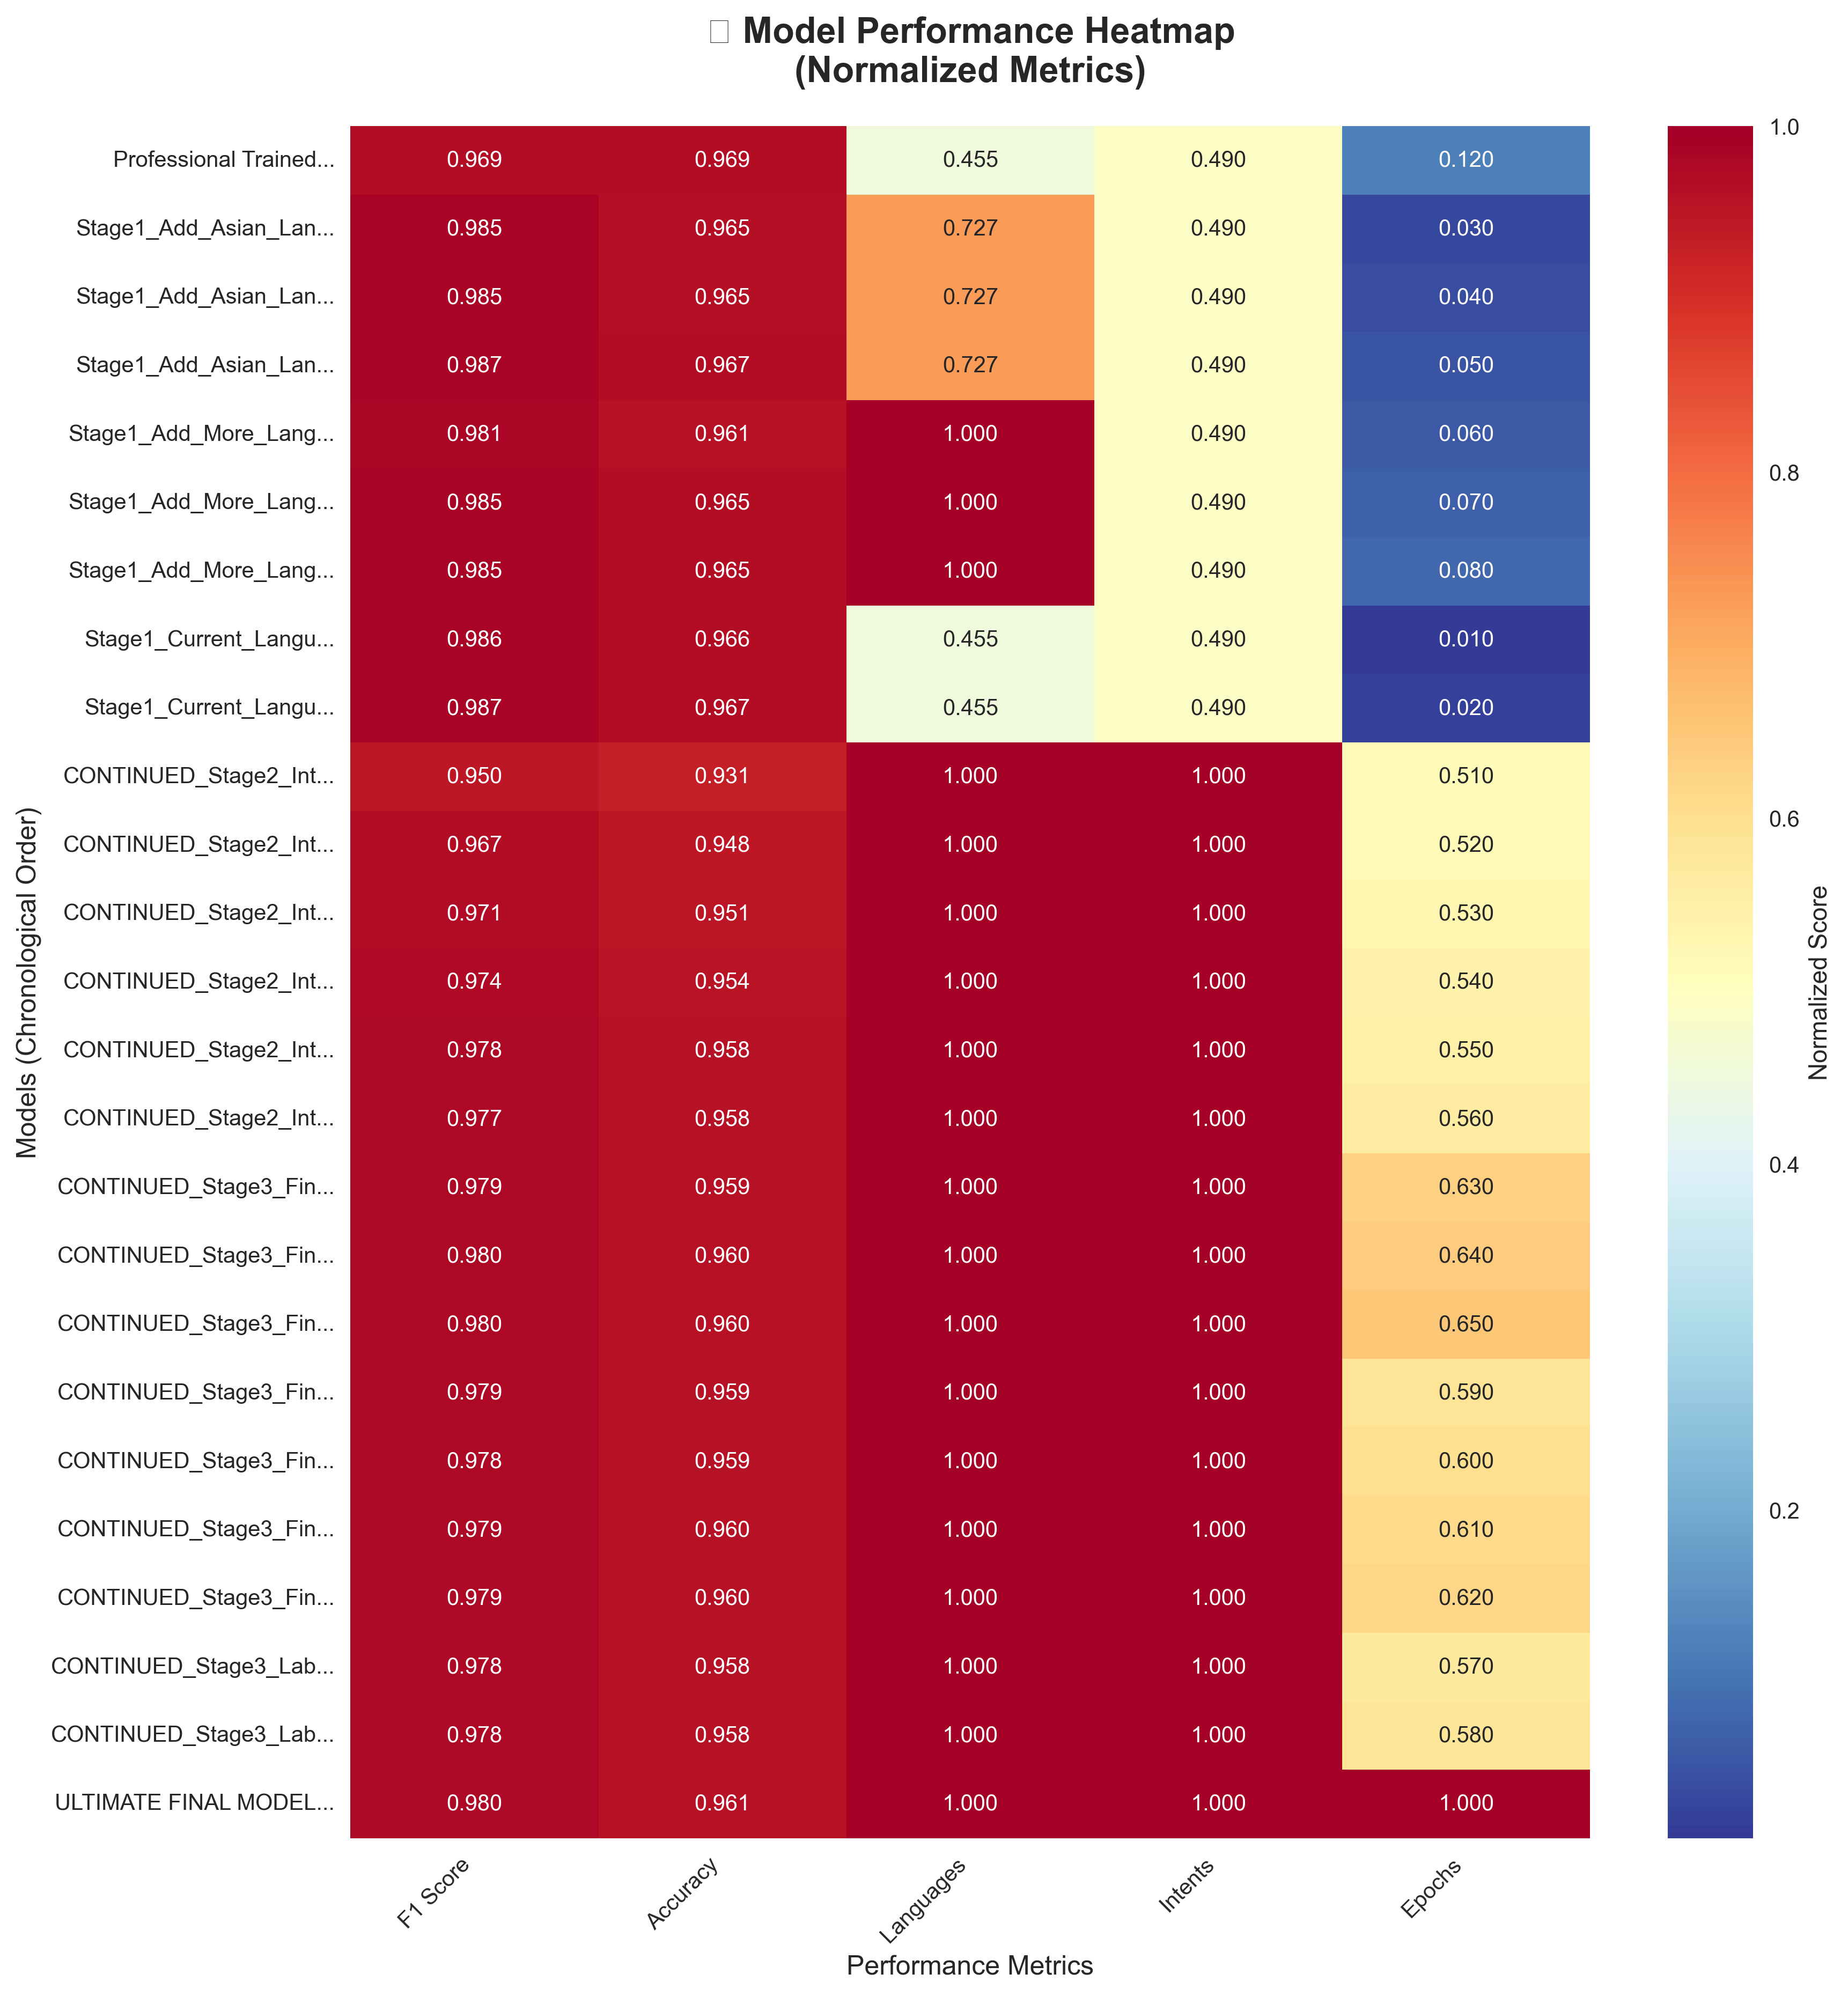 Model Performance Heatmap
(Normalized Metrics)
Models (Chronological Order)
Professional Trained... 0.969 0.969 0.455 0.490 0.120
Stage1_Add_Asian_Lan... 0.985 0.965 0.727 0.490 0.030
Stage1_Add_Asian_Lan... 0.985 0.965 0.727 0.490 0.040
Stage1_Add_Asian_Lan... 0.987 0.967 0.727 0.490 0.050
Stage1_Add_More_Lang... 0.981 0.961 1.000 0.490 0.060
Stage1_Add_More_Lang... 0.985 0.965 1.000 0.490 0.070
Stage1_Add_More_Lang... 0.985 0.965 1.000 0.490 0.080
Stage1_Current_Langu... 0.986 0.966 0.455 0.490 0.010
Stage1_Current_Langu... 0.987 0.967 0.455 0.490 0.020
CONTINUED_Stage2_Int... 0.950 0.931 1.000 1.000 0.510
CONTINUED_Stage2_Int... 0.967 0.948 1.000 1.000 0.520
CONTINUED_Stage2_Int... 0.971 0.951 1.000 1.000 0.530
CONTINUED_Stage2_Int... 0.974 0.954 1.000 1.000 0.540
CONTINUED_Stage2_Int... 0.978 0.958 1.000 1.000 0.550
CONTINUED_Stage2_Int... 0.977 0.958 1.000 1.000 0.560
CONTINUED_Stage3_Fin... 0.979 0.959 1.000 1.000 0.630
CONTINUED_Stage3_Fin... 0.980 0.960 1.000 1.000 0.640
CONTINUED_Stage3_Fin... 0.980 0.960 1.000 1.000 0.650
CONTINUED_Stage3_Fin... 0.979 0.959 1.000 1.000 0.590
CONTINUED_Stage3_Fin... 0.978 0.959 1.000 1.000 0.600
CONTINUED_Stage3_Fin... 0.979 0.960 1.000 1.000 0.610
CONTINUED_Stage3_Fin... 0.979 0.960 1.000 1.000 0.620
CONTINUED_Stage3_Lab... 0.978 0.958 1.000 1.000 0.570
CONTINUED_Stage3_Lab... 0.978 0.958 1.000 1.000 0.580
ULTIMATE FINAL MODEL... 0.980 0.961 1.000 1.000 1.000
F1 Score Accuracy Languages Intents Epochs
Performance Metrics
1.0
0.8
0.6
0.4
0.2
Normalized Score